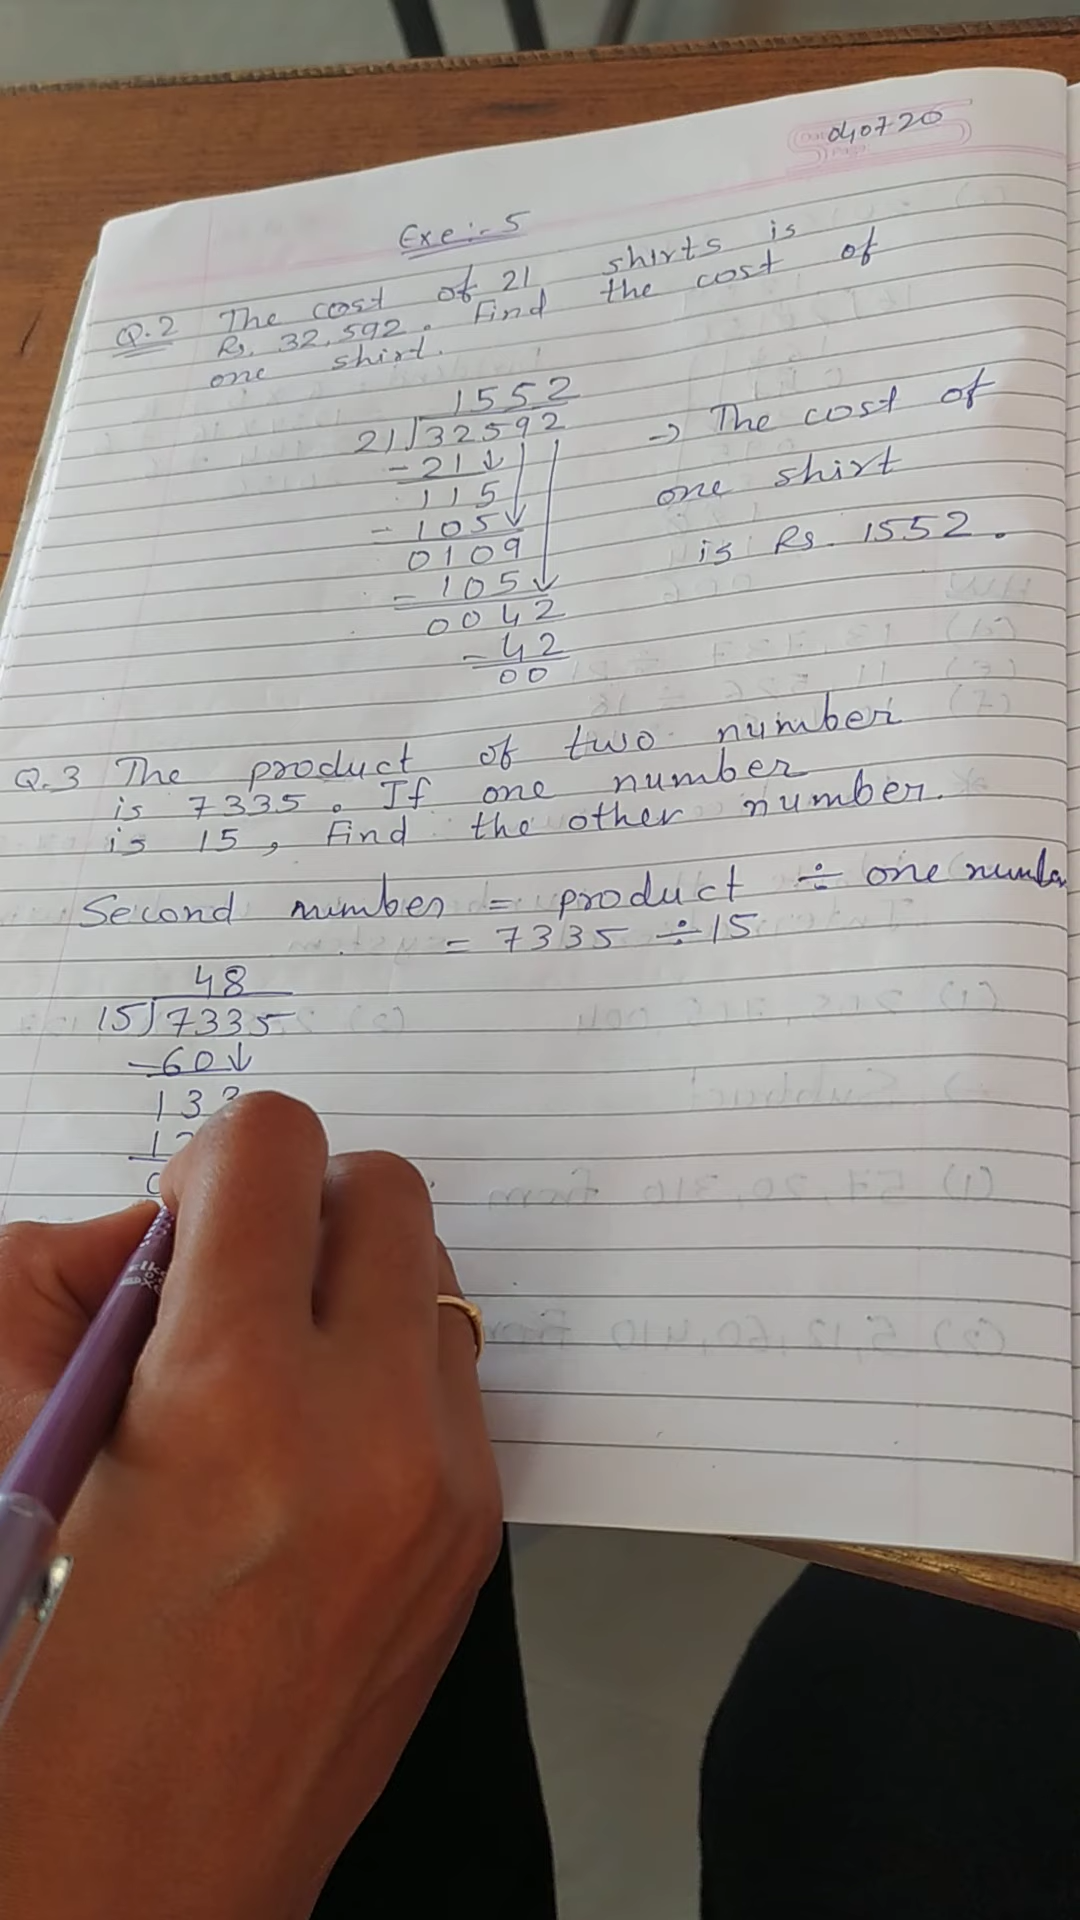 040720
Exe:- 5
Q.2 The cost of 21 shirts is
Rs. 32,592. Find the cost of
one shirt.
1552
21)32592
-21
115
-105
0109
-105
0042
-42
00
→ The cost of
one shirt
is Rs. 1552.
Q.3 The product of two number
is 7335. If one number
is 15, Find the other number.
Second number = product ÷ one number
= 7335 ÷ 15
48
15)7335
-60
133